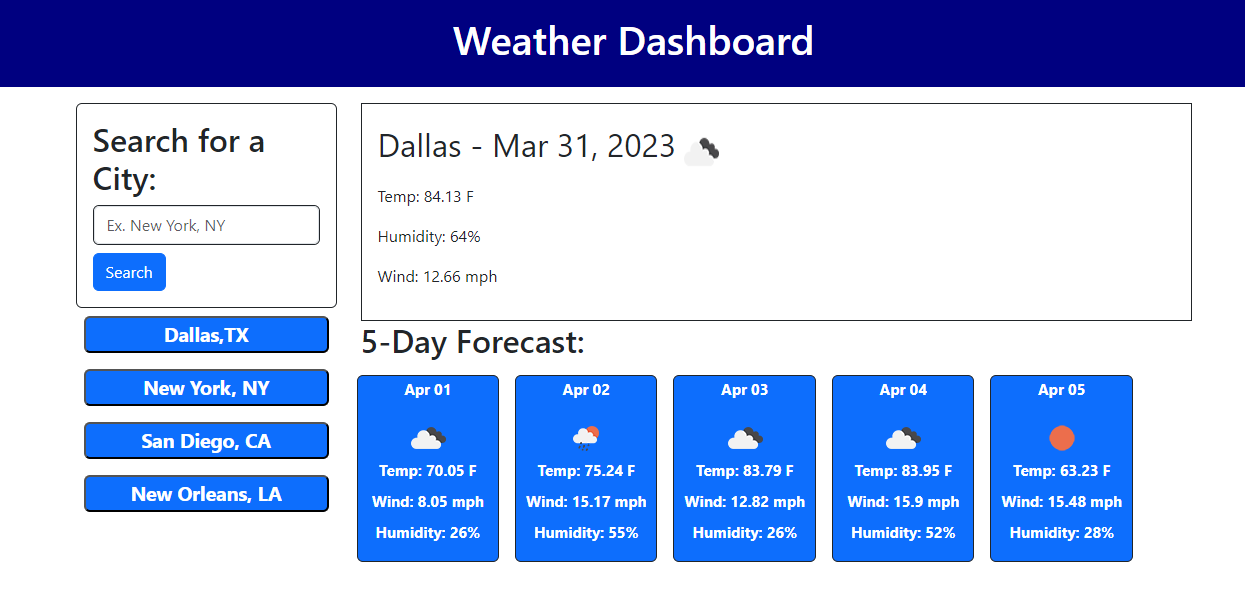 Weather Dashboard
Search for a
City:
Ex. New York, NY
Search
Dallas,TX
New York, NY
San Diego, CA
New Orleans, LA
Dallas - Mar 31, 2023
Temp: 84.13 F
Humidity: 64%
Wind: 12.66 mph
5-Day Forecast:
Apr 01
Temp: 70.05 F
Wind: 8.05 mph
Humidity: 26%
Apr 02
Temp: 75.24 F
Wind: 15.17 mph
Humidity: 55%
Apr 03
Temp: 83.79 F
Wind: 12.82 mph
Humidity: 26%
Apr 04
Temp: 83.95 F
Wind: 15.9 mph
Humidity: 52%
Apr 05
Temp: 63.23 F
Wind: 15.48 mph
Humidity: 28%